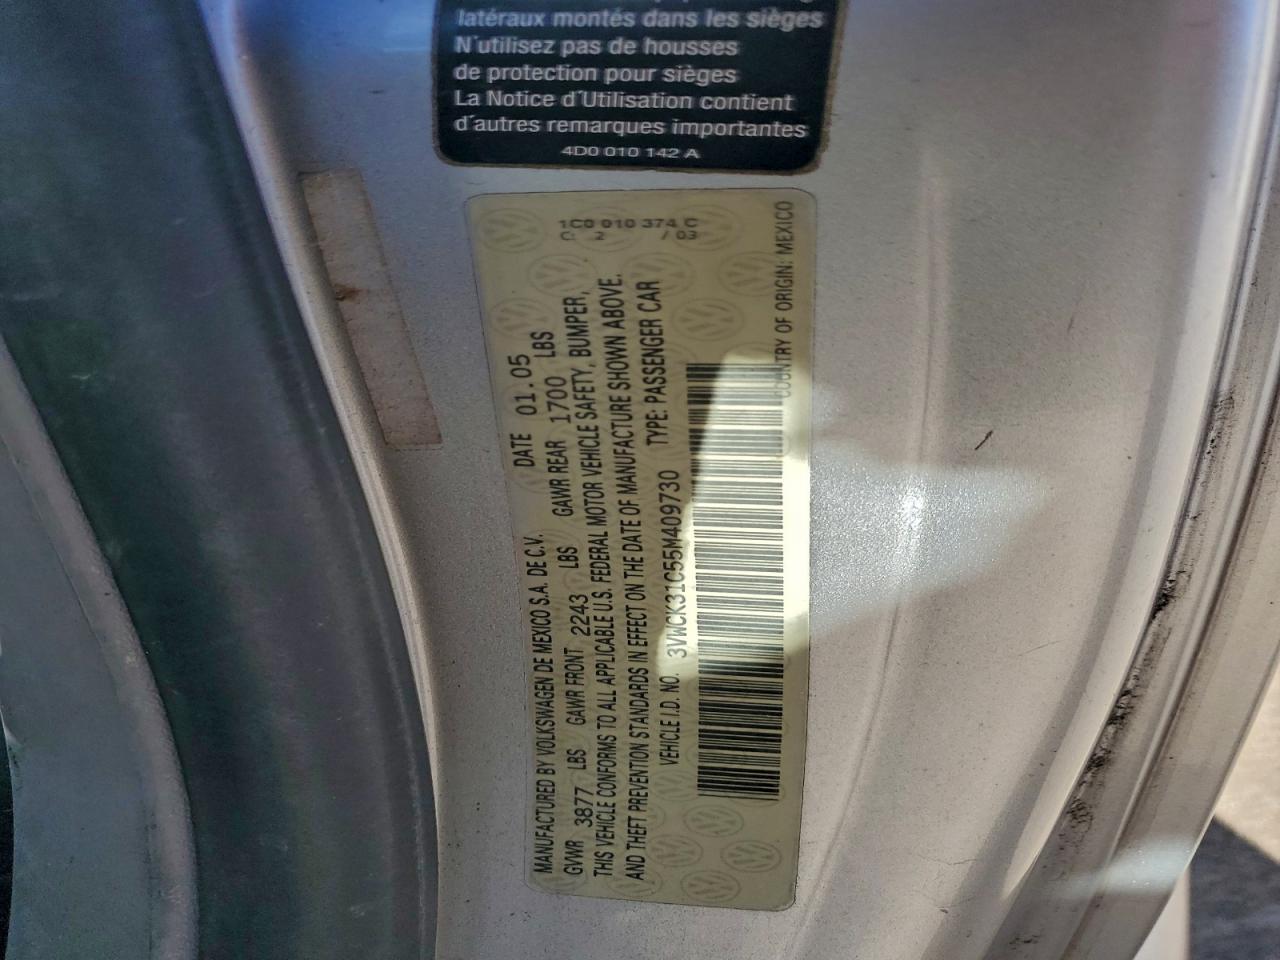 latéraux montés dans les sièges
N'utilisez pas de housses
de protection pour sièges
La Notice d'Utilisation contient
d'autres remarques importantes
4D0 010 142 A
1C0 010 374 C
C 2 / 03
MANUFACTURED BY VOLKSWAGEN DE MEXICO S.A. DE C.V. DATE 01.05
GVWR 3877 LBS GAWR FRONT 2243 LBS GAWR REAR 1700 LBS
THIS VEHICLE CONFORMS TO ALL APPLICABLE U.S. FEDERAL MOTOR VEHICLE SAFETY, BUMPER,
AND THEFT PREVENTION STANDARDS IN EFFECT ON THE DATE OF MANUFACTURE SHOWN ABOVE.
VEHICLE I.D. NO. 3VWCK31C55M409730 TYPE: PASSENGER CAR
COUNTRY OF ORIGIN: MEXICO